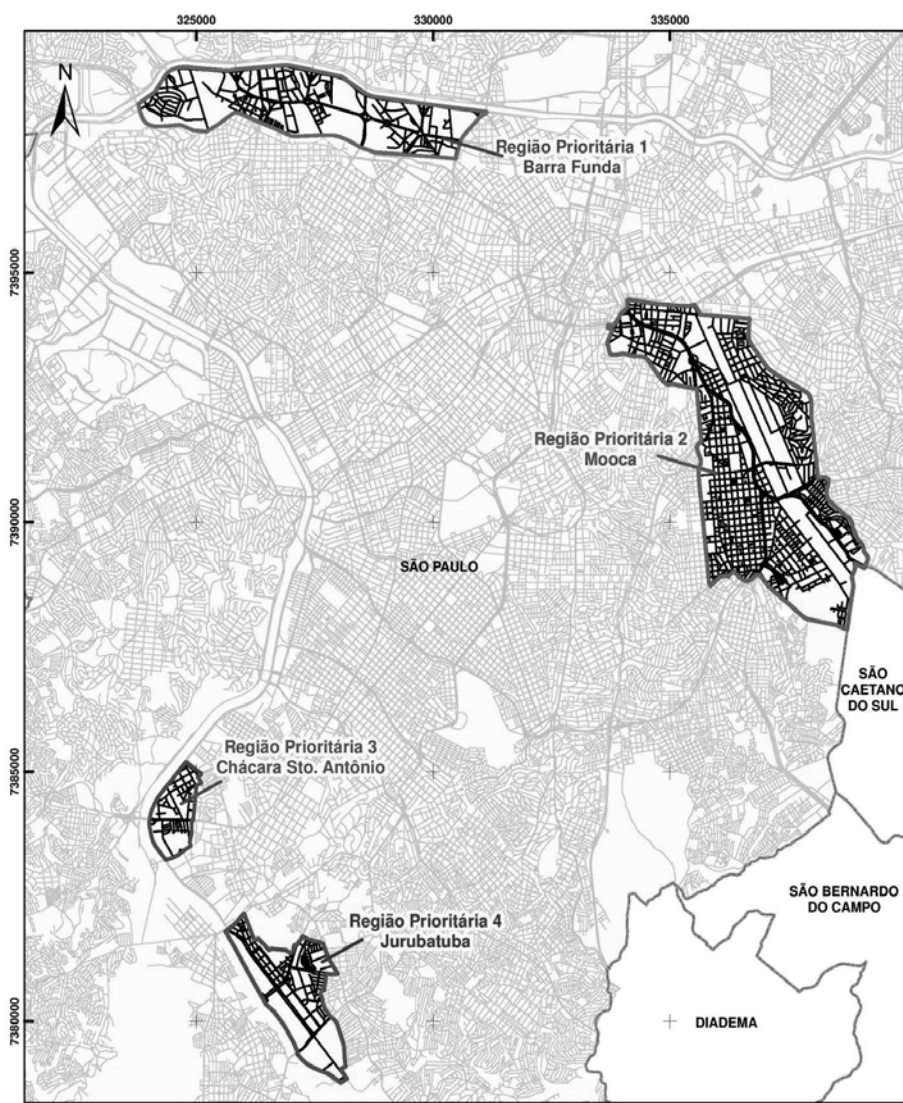 325000
330000
335000
N
Região Prioritária 1
Barra Funda
7395000
Região Prioritária 2
Mooca
7390000
SÃO PAULO
SÃO
CAETANO
DO SUL
Região Prioritária 3
Chácara Sto. Antônio
7385000
SÃO BERNARDO
DO CAMPO
Região Prioritária 4
Jurubatuba
7380000
DIADEMA